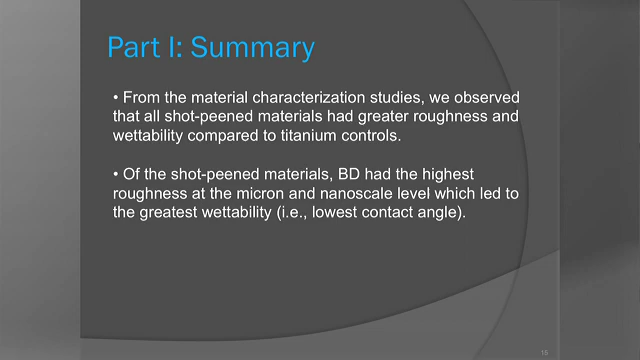 Part I: Summary
• From the material characterization studies, we observed
that all shot-peened materials had greater roughness and
wettability compared to titanium controls.
• Of the shot-peened materials, BD had the highest
roughness at the micron and nanoscale level which led to
the greatest wettability (i.e., lowest contact angle).